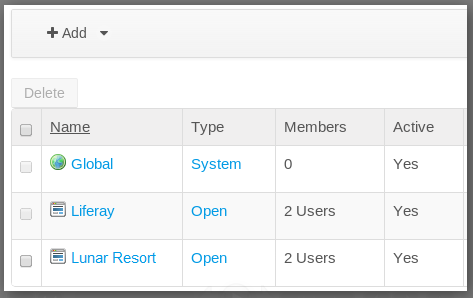 Add
Delete
Name Type Members Active
Global System 0 Yes
Liferay Open 2 Users Yes
Lunar Resort Open 2 Users Yes